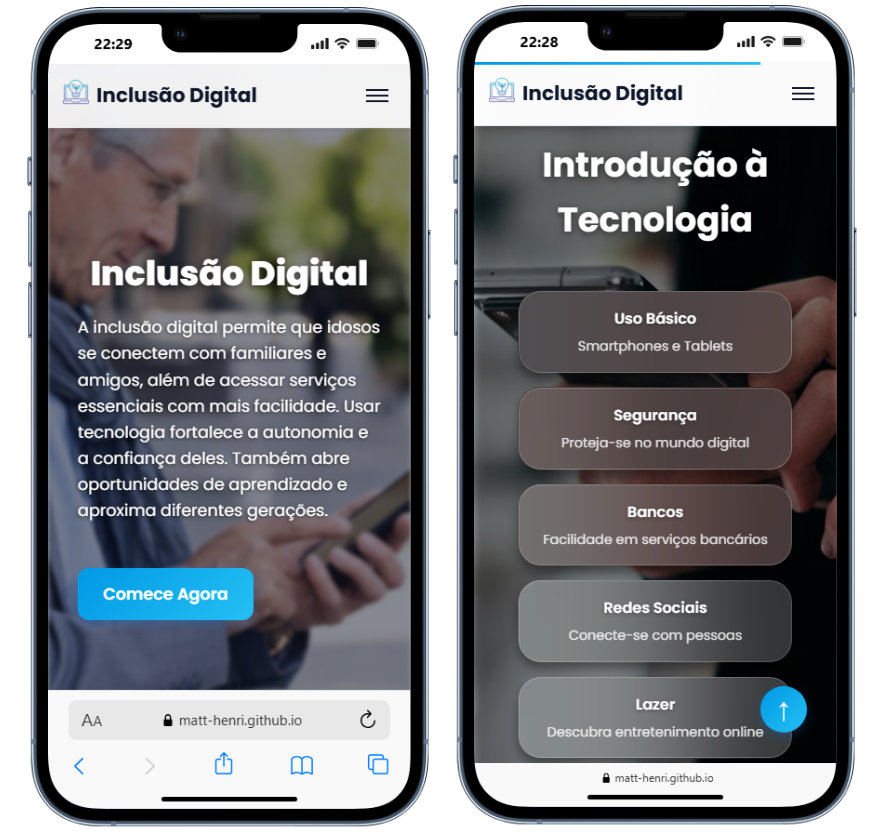 22:29
Inclusão Digital
Inclusão Digital
A inclusão digital permite que idosos
se conectem com familiares e
amigos, além de acessar serviços
essenciais com mais facilidade. Usar
tecnologia fortalece a autonomia e
a confiança deles. Também abre
oportunidades de aprendizado e
aproxima diferentes gerações.
Comece Agora
AA
matt-henri.github.io
22:28
Inclusão Digital
Introdução à
Tecnologia
Uso Básico
Smartphones e Tablets
Segurança
Proteja-se no mundo digital
Bancos
Facilidade em serviços bancários
Redes Sociais
Conecte-se com pessoas
Lazer
Descubra entretenimento online
↑
matt-henri.github.io